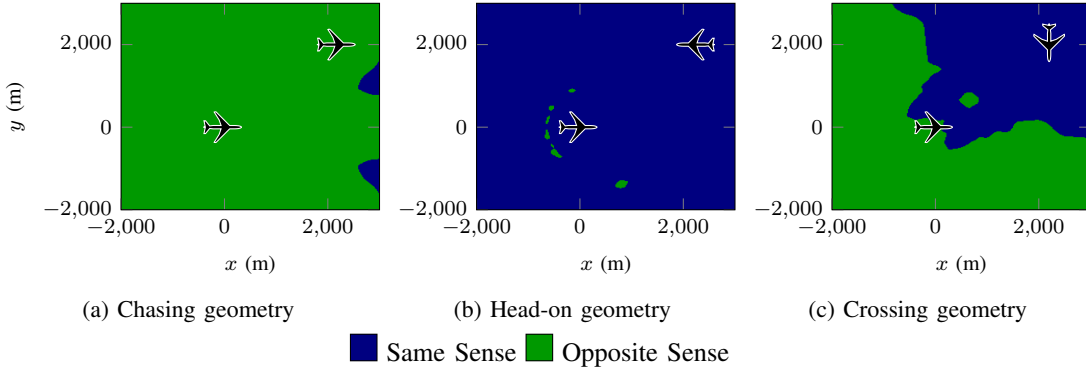 2,000
0
−2,000
y (m)
−2,000 0 2,000
x (m)
(a) Chasing geometry
2,000
0
−2,000
−2,000 0 2,000
x (m)
(b) Head-on geometry
2,000
0
−2,000
−2,000 0 2,000
x (m)
(c) Crossing geometry
Same Sense Opposite Sense